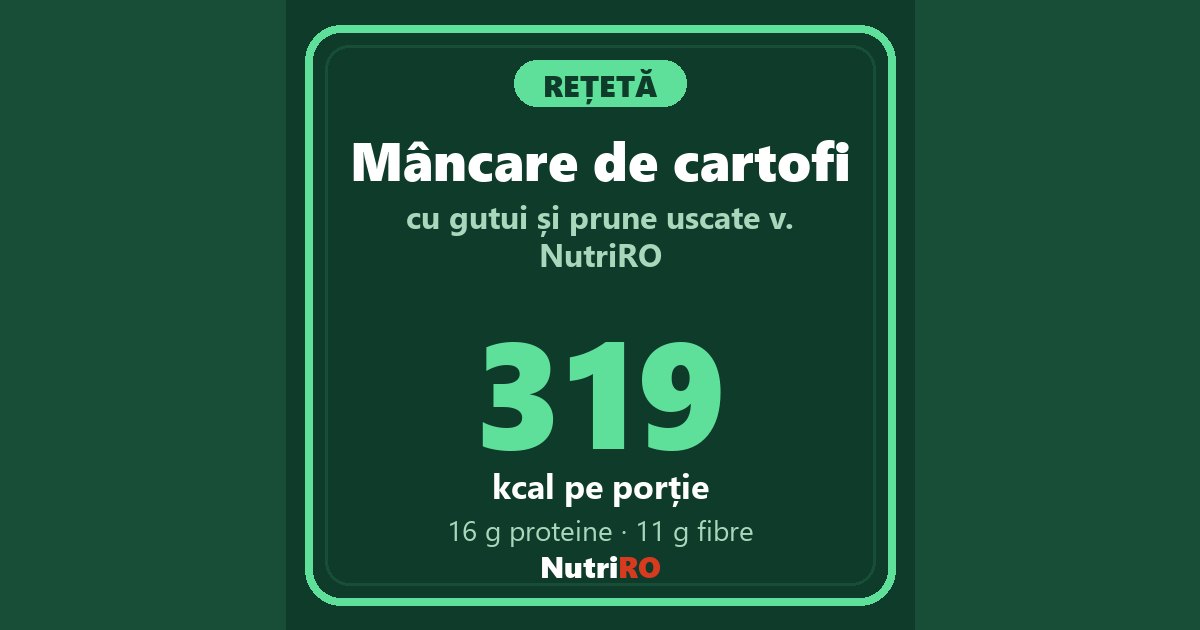 REȚETĂ
Mâncare de cartofi
cu gutui și prune uscate v.
NutriRO
319
kcal pe porție
16 g proteine · 11 g fibre
NutriRO